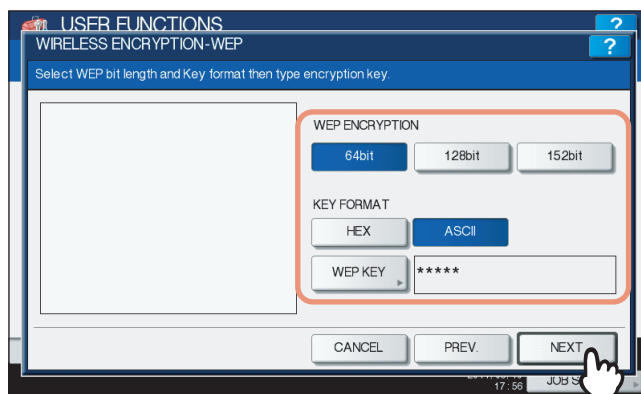 USER FUNCTIONS ?
WIRELESS ENCRYPTION-WEP ?
Select WEP bit length and Key format then type encryption key.
WEP ENCRYPTION
64bit 128bit 152bit
KEY FORMAT
HEX ASCII
WEP KEY *****
CANCEL PREV. NEXT
17:56 JOB